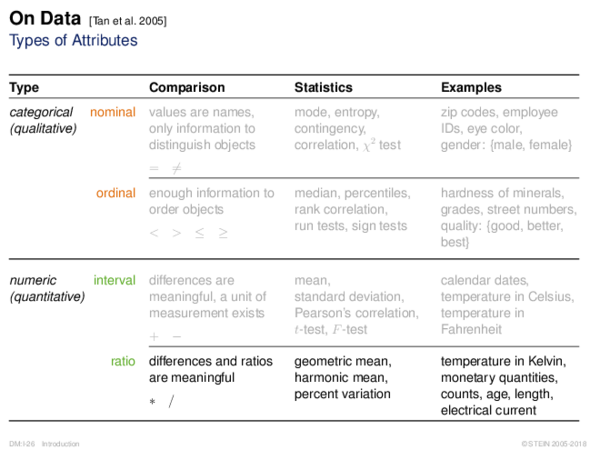 On Data [Tan et al. 2005]
Types of Attributes
Type Comparison Statistics Examples
categorical (qualitative) nominal
values are names,
only information to
distinguish objects
= ≠
mode, entropy,
contingency,
correlation, χ² test
zip codes, employee
IDs, eye color,
gender: {male, female}
ordinal
enough information to
order objects
< > ≤ ≥
median, percentiles,
rank correlation,
run tests, sign tests
hardness of minerals,
grades, street numbers,
quality: {good, better,
best}
numeric (quantitative) interval
differences are
meaningful, a unit of
measurement exists
+ −
mean,
standard deviation,
Pearson's correlation,
t-test, F-test
calendar dates,
temperature in Celsius,
temperature in
Fahrenheit
ratio
differences and ratios
are meaningful
* /
geometric mean,
harmonic mean,
percent variation
temperature in Kelvin,
monetary quantities,
counts, age, length,
electrical current
DM:I-26 Introduction
©STEIN 2005-2018